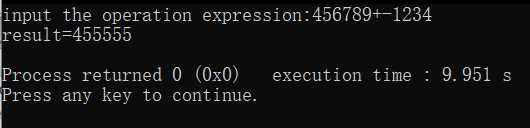 input the operation expression:456789+-1234
result=455555
Process returned 0 (0x0)   execution time : 9.951 s
Press any key to continue.